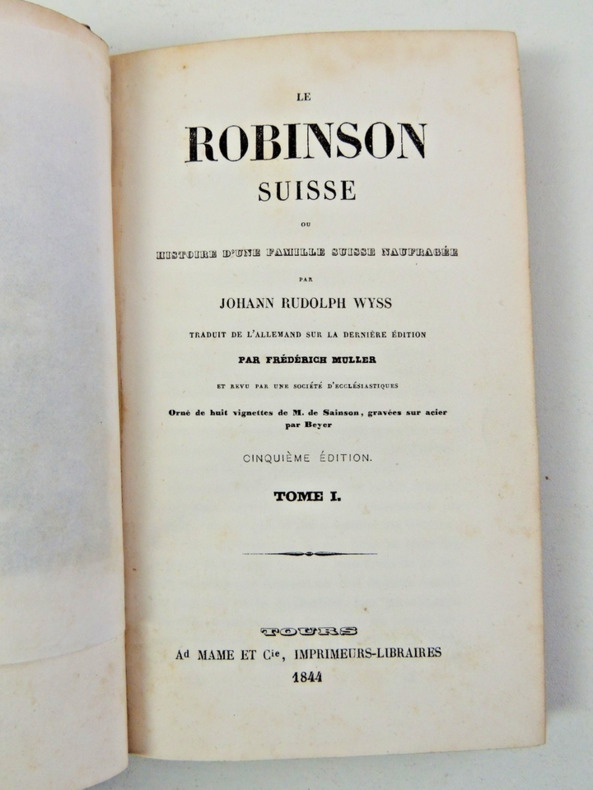 LE
ROBINSON
SUISSE
OU
HISTOIRE D'UNE FAMILLE SUISSE NAUFRAGÉE
PAR
JOHANN RUDOLPH WYSS
TRADUIT DE L'ALLEMAND SUR LA DERNIÈRE ÉDITION
PAR FRÉDÉRICH MULLER
ET REVU PAR UNE SOCIÉTÉ D'ECCLÉSIASTIQUES
Orné de huit vignettes de M. de Sainson, gravées sur acier
par Beyer
CINQUIÈME ÉDITION.
TOME I.
TOURS
Ad MAME ET Cie, IMPRIMEURS-LIBRAIRES
1844